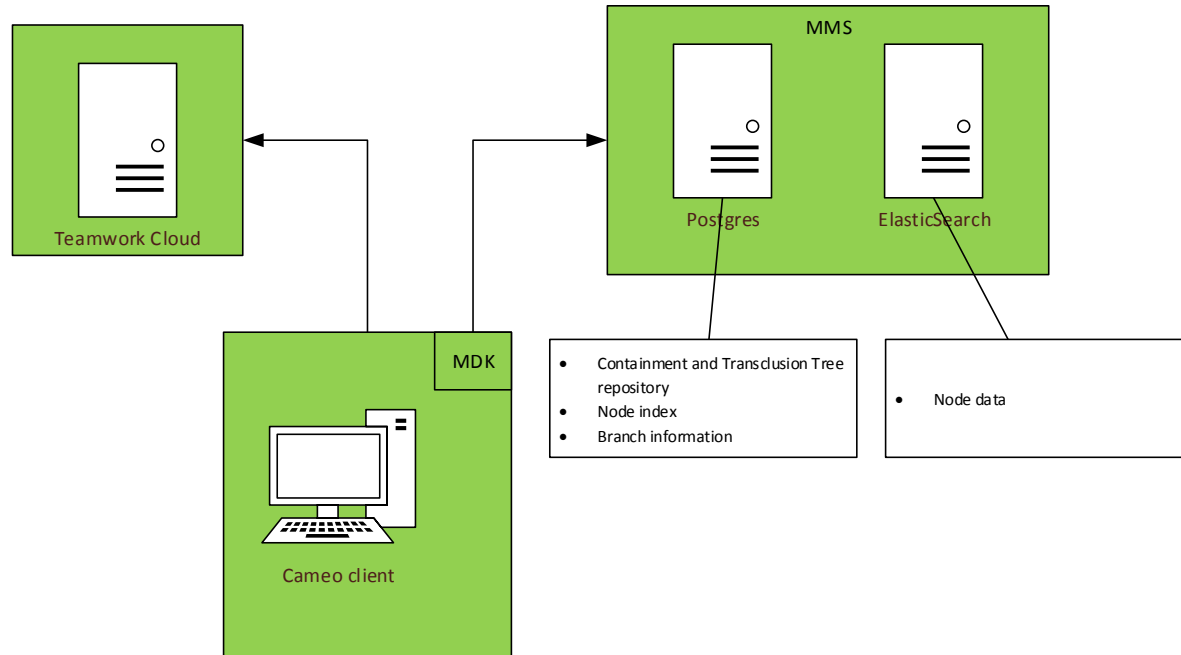 MMS
Postgres
ElasticSearch
Teamwork Cloud
MDK
• Containment and Transclusion Tree
repository
• Node index
• Branch information
• Node data
Cameo client